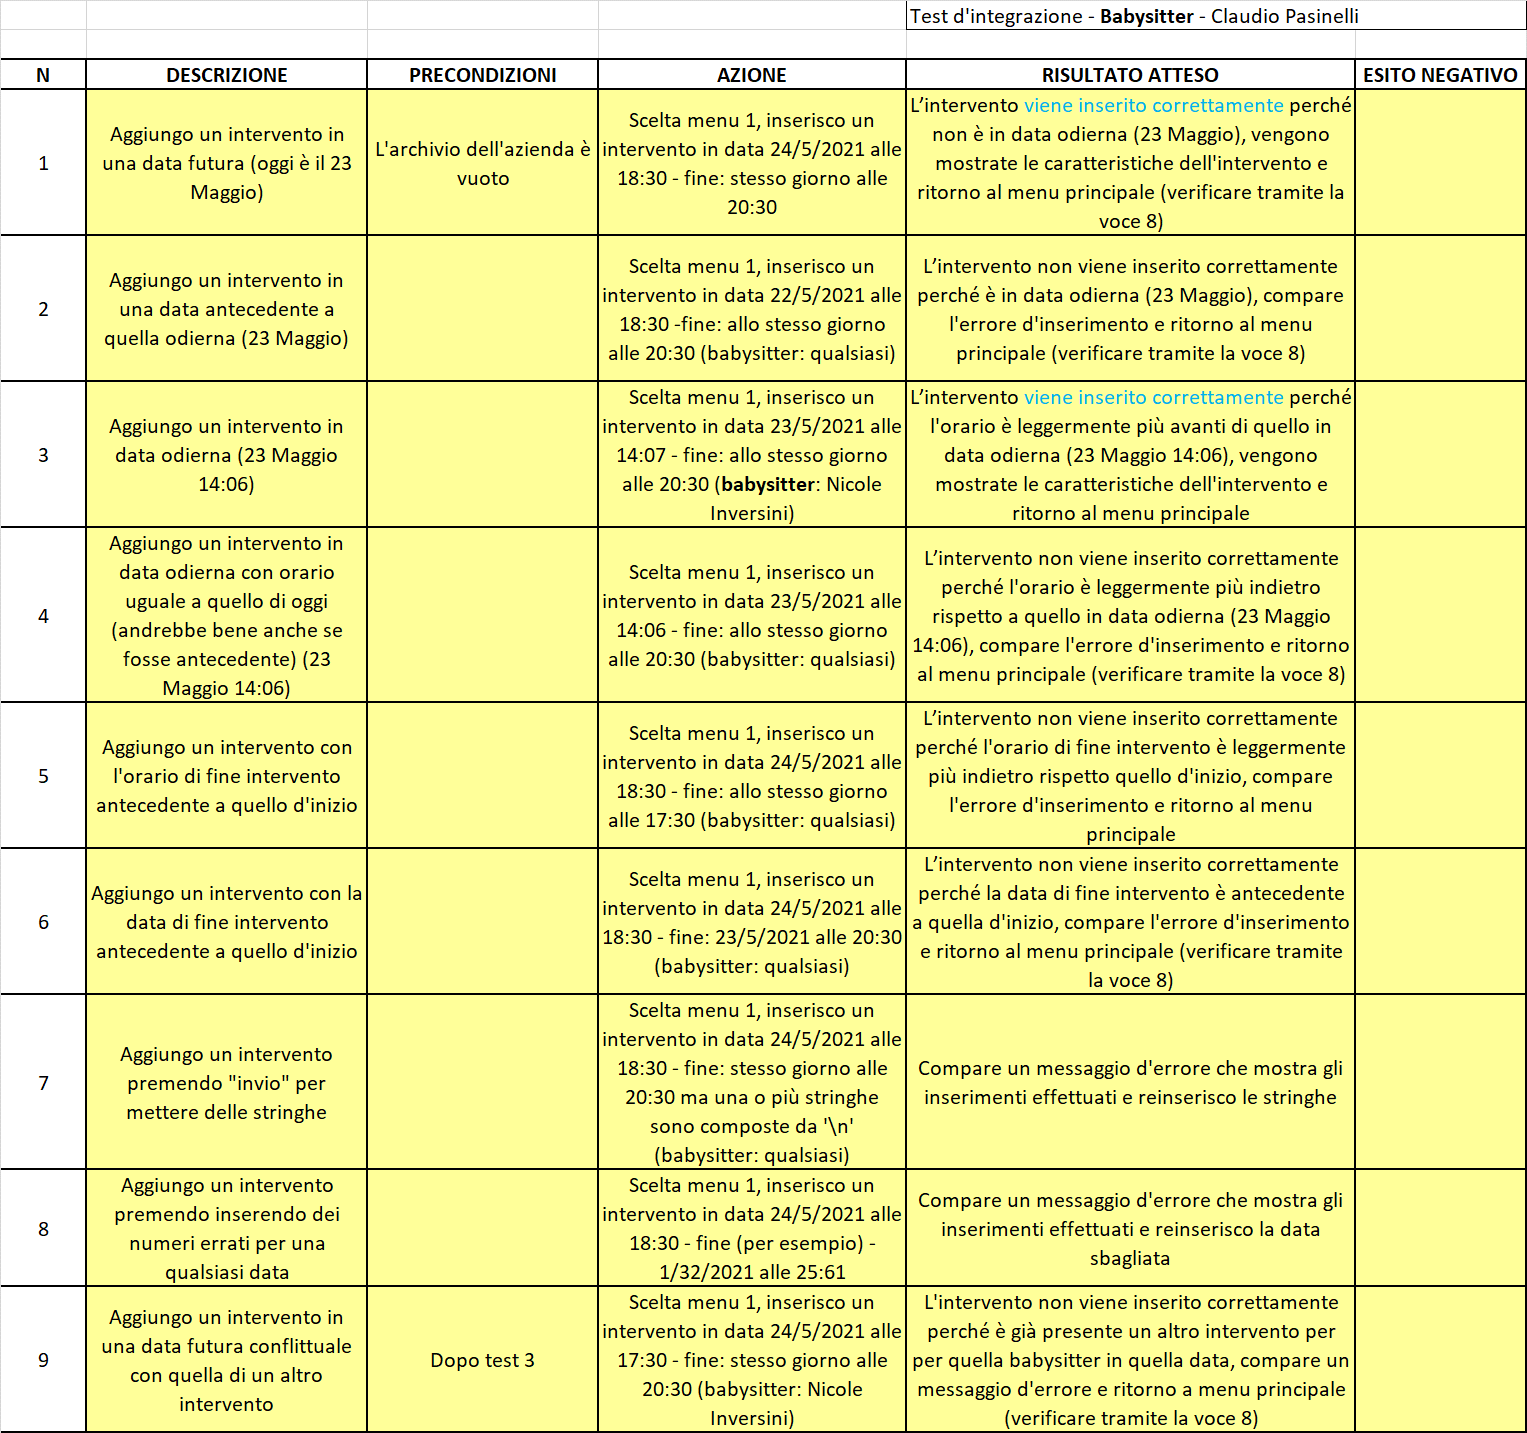 Test d'integrazione - Babysitter - Claudio Pasinelli
N DESCRIZIONE PRECONDIZIONI AZIONE RISULTATO ATTESO ESITO NEGATIVO
1
Aggiungo un intervento in
una data futura (oggi è il 23
Maggio)
L'archivio dell'azienda è
vuoto
Scelta menu 1, inserisco un
intervento in data 24/5/2021 alle
18:30 - fine: stesso giorno alle
20:30
L’intervento viene inserito correttamente perché
non è in data odierna (23 Maggio), vengono
mostrate le caratteristiche dell'intervento e
ritorno al menu principale (verificare tramite la
voce 8)
2
Aggiungo un intervento in
una data antecedente a
quella odierna (23 Maggio)
Scelta menu 1, inserisco un
intervento in data 22/5/2021 alle
18:30 -fine: allo stesso giorno
alle 20:30 (babysitter: qualsiasi)
L’intervento non viene inserito correttamente
perché è in data odierna (23 Maggio), compare
l'errore d'inserimento e ritorno al menu
principale (verificare tramite la voce 8)
3
Aggiungo un intervento in
data odierna (23 Maggio
14:06)
Scelta menu 1, inserisco un
intervento in data 23/5/2021 alle
14:07 - fine: allo stesso giorno
alle 20:30 (babysitter: Nicole
Inversini)
L’intervento viene inserito correttamente perché
l'orario è leggermente più avanti di quello in
data odierna (23 Maggio 14:06), vengono
mostrate le caratteristiche dell'intervento e
ritorno al menu principale
4
Aggiungo un intervento in
data odierna con orario
uguale a quello di oggi
(andrebbe bene anche se
fosse antecedente) (23
Maggio 14:06)
Scelta menu 1, inserisco un
intervento in data 23/5/2021 alle
14:06 - fine: allo stesso giorno
alle 20:30 (babysitter: qualsiasi)
L’intervento non viene inserito correttamente
perché l'orario è leggermente più indietro
rispetto a quello in data odierna (23 Maggio
14:06), compare l'errore d'inserimento e ritorno
al menu principale (verificare tramite la voce 8)
5
Aggiungo un intervento con
l'orario di fine intervento
antecedente a quello d'inizio
Scelta menu 1, inserisco un
intervento in data 24/5/2021 alle
18:30 - fine: allo stesso giorno
alle 17:30 (babysitter: qualsiasi)
L’intervento non viene inserito correttamente
perché l'orario di fine intervento è leggermente
più indietro rispetto quello d'inizio, compare
l'errore d'inserimento e ritorno al menu
principale
6
Aggiungo un intervento con la
data di fine intervento
antecedente a quello d'inizio
Scelta menu 1, inserisco un
intervento in data 24/5/2021 alle
18:30 - fine: 23/5/2021 alle 20:30
(babysitter: qualsiasi)
L’intervento non viene inserito correttamente
perché la data di fine intervento è antecedente
a quella d'inizio, compare l'errore d'inserimento
e ritorno al menu principale (verificare tramite
la voce 8)
7
Aggiungo un intervento
premendo "invio" per
mettere delle stringhe
Scelta menu 1, inserisco un
intervento in data 24/5/2021 alle
18:30 - fine: stesso giorno alle
20:30 ma una o più stringhe
sono composte da '\n'
(babysitter: qualsiasi)
Compare un messaggio d'errore che mostra gli
inserimenti effettuati e reinserisco le stringhe
8
Aggiungo un intervento
premendo inserendo dei
numeri errati per una
qualsiasi data
Scelta menu 1, inserisco un
intervento in data 24/5/2021 alle
18:30 - fine (per esempio) -
1/32/2021 alle 25:61
Compare un messaggio d'errore che mostra gli
inserimenti effettuati e reinserisco la data
sbagliata
9
Aggiungo un intervento in
una data futura conflittuale
con quella di un altro
intervento
Dopo test 3
Scelta menu 1, inserisco un
intervento in data 24/5/2021 alle
17:30 - fine: stesso giorno alle
20:30 (babysitter: Nicole
Inversini)
L'intervento non viene inserito correttamente
perché è già presente un altro intervento per
per quella babysitter in quella data, compare un
messaggio d'errore e ritorno a menu principale
(verificare tramite la voce 8)